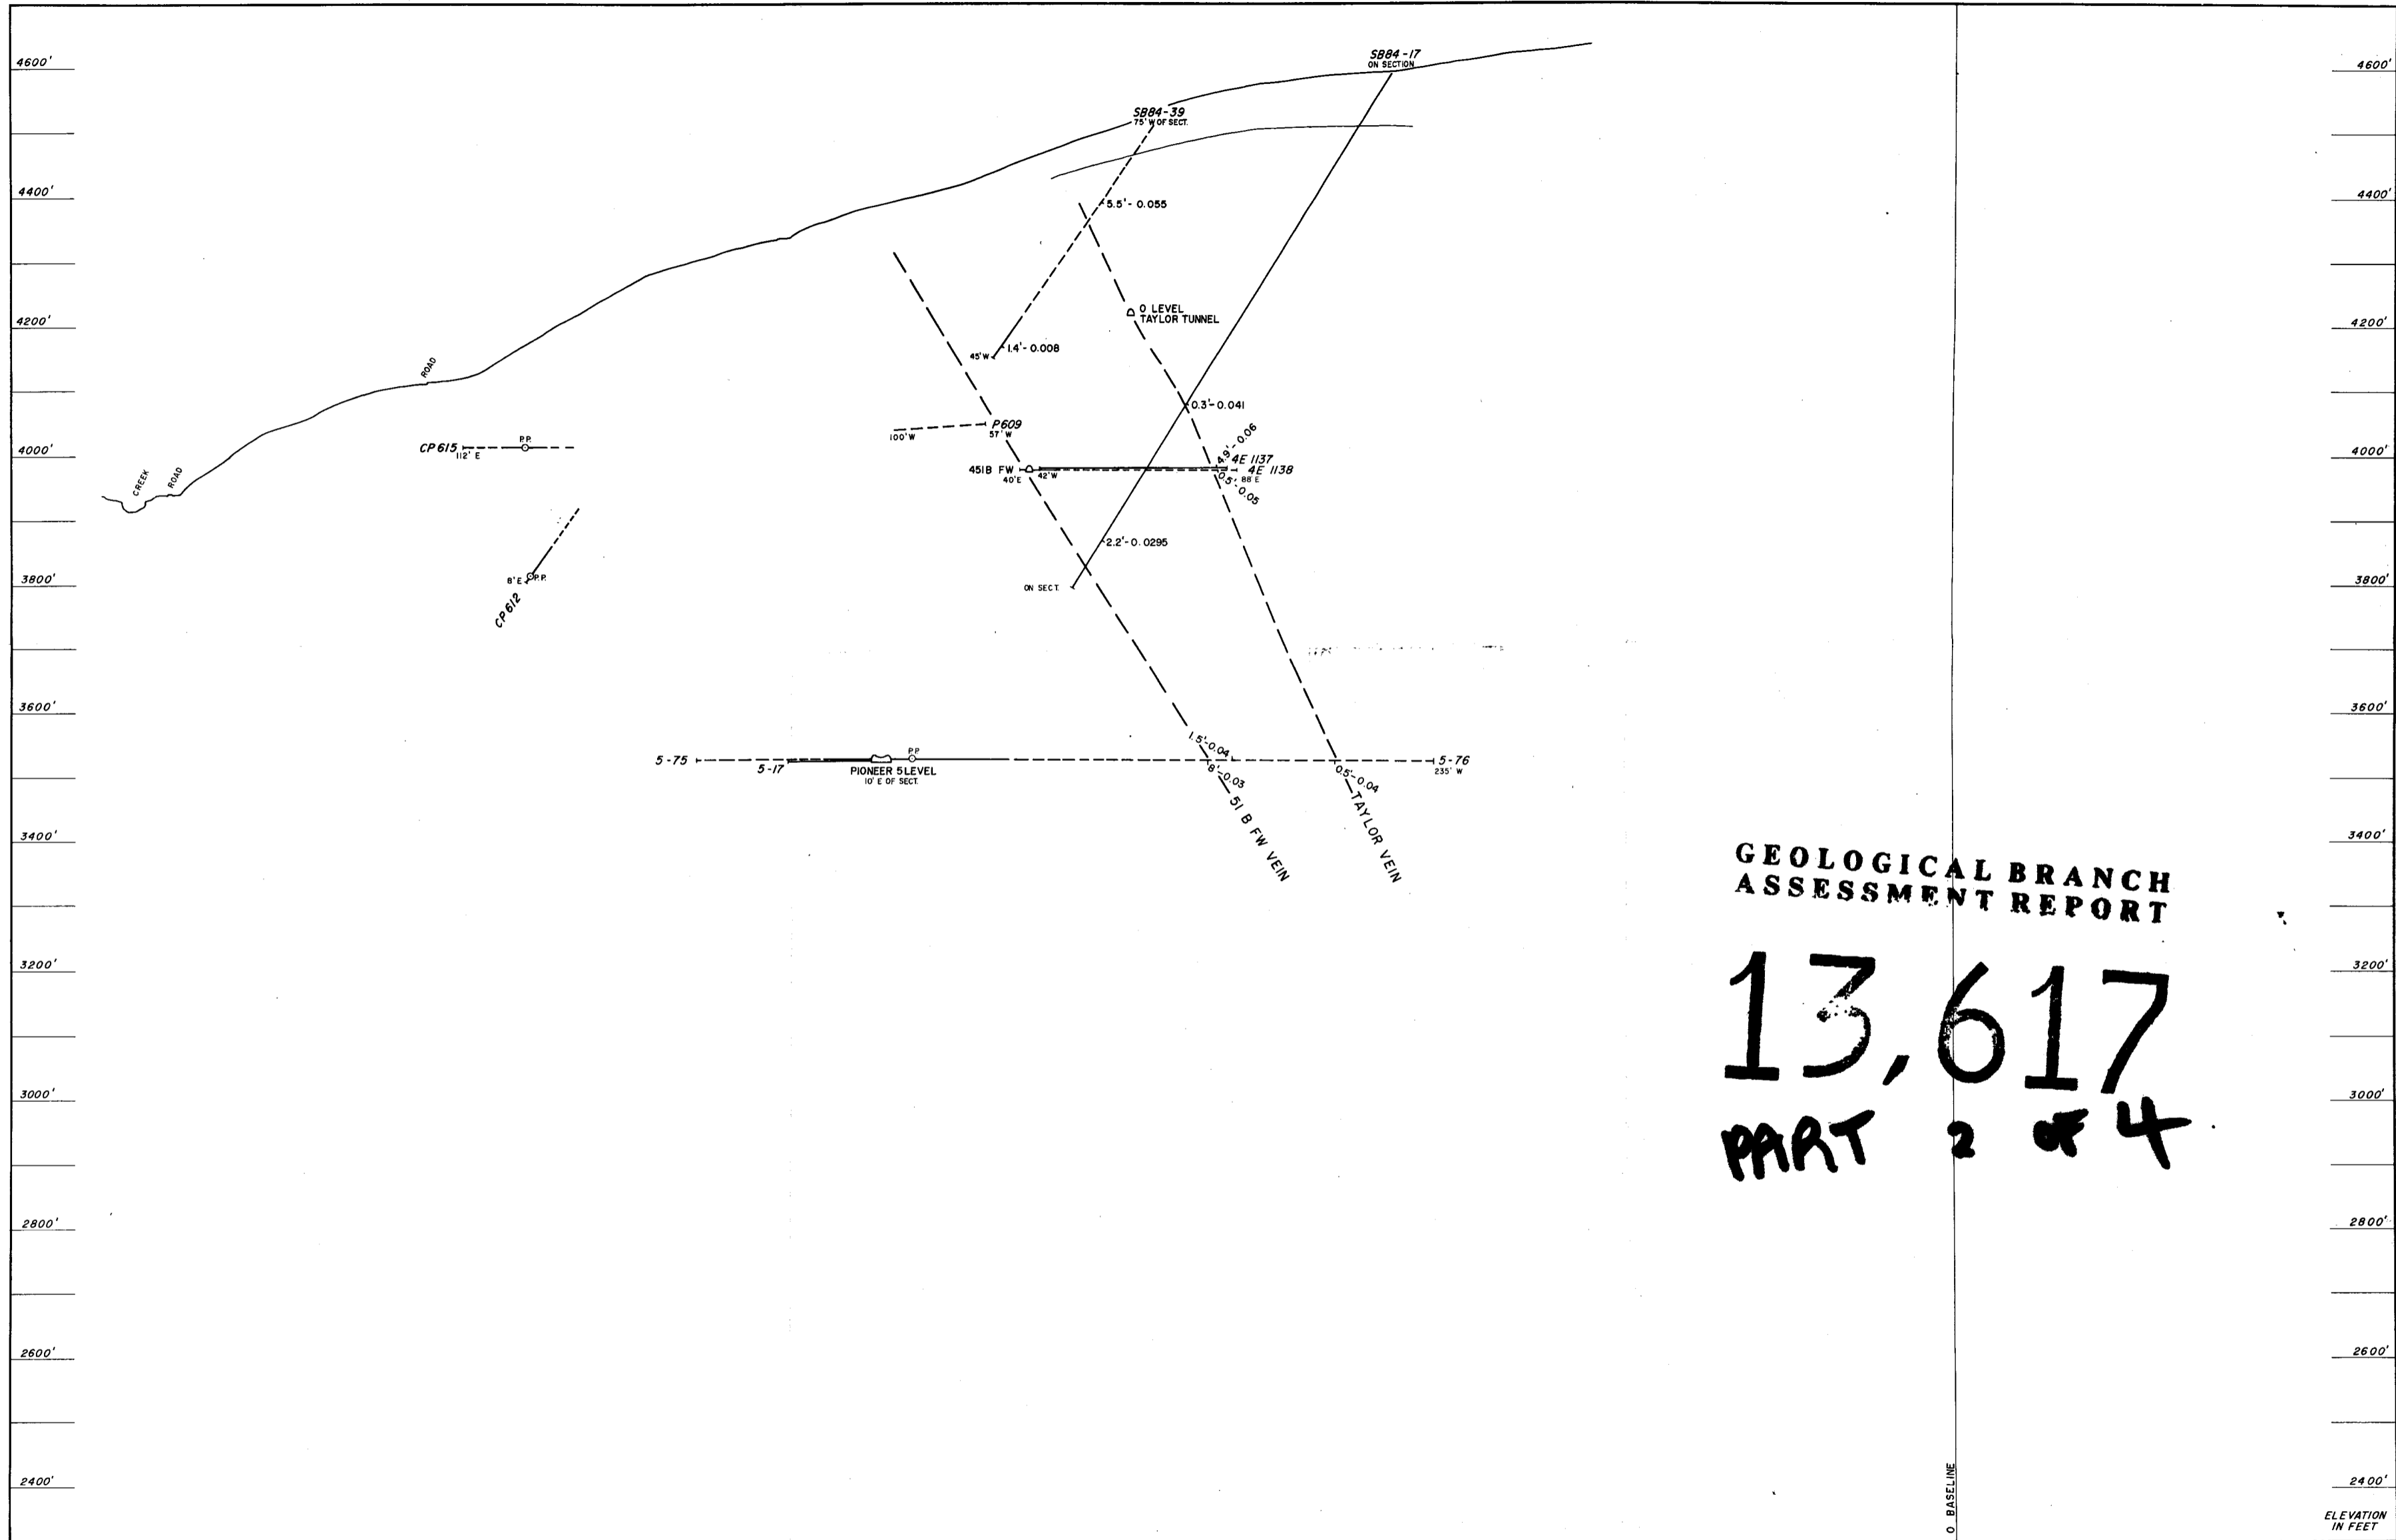 4600'
4400'
4200'
4000'
3800'
3600'
3400'
3200'
3000'
2800'
2600'
2400'
SB84-17
ON SECTION
SB84-39
75' W OF SECT.
5.5'- 0.055
O LEVEL
TAYLOR TUNNEL
45' W
1.4'- 0.008
ROAD
0.3'-0.041
P609
57' W
100' W
CP 615
112' E
P.P.
4.9'-0.06
4E 1137
451B FW
40' E
42' W
4E 1138
88' E
0.5'-0.05
CREEK
ROAD
2.2'-0.0295
8' E
P.P.
CP 612
ON SECT.
1.5'-0.04
5-75
P.P.
5-76
235' W
5-17
PIONEER 5 LEVEL
10' E OF SECT.
8'-0.03
0.5'-0.04
51 B FW VEIN
TAYLOR VEIN
GEOLOGICAL BRANCH
ASSESSMENT REPORT
13,617
PART 2 OF 4
O BASELINE
4600'
4400'
4200'
4000'
3800'
3600'
3400'
3200'
3000'
2800'
2600'
2400'
ELEVATION
IN FEET